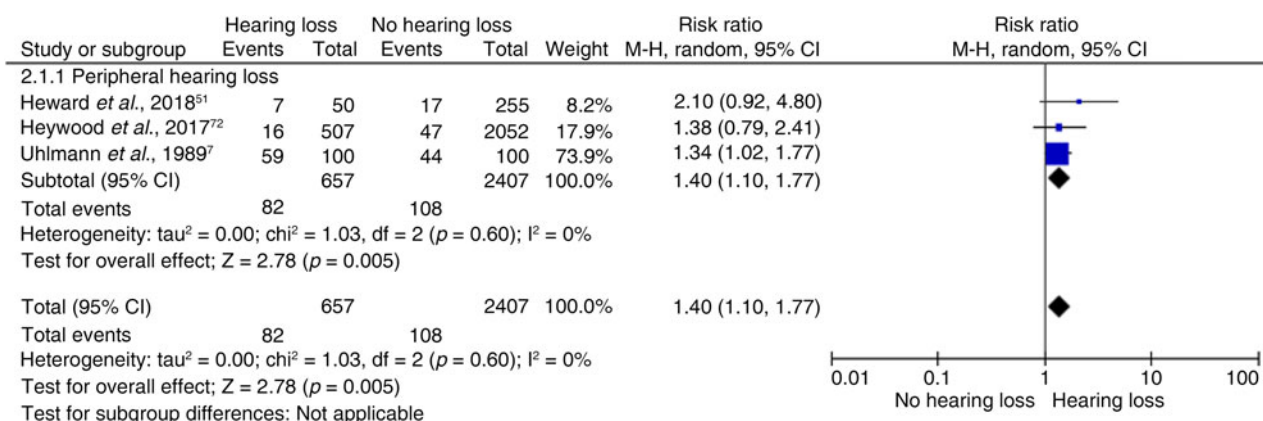 Hearing loss No hearing loss Risk ratio Risk ratio
Study or subgroup Events Total Events Total Weight M-H, random, 95% CI M-H, random, 95% CI
2.1.1 Peripheral hearing loss
Heward et al., 2018⁵¹ 7 50 17 255 8.2% 2.10 (0.92, 4.80)
Heywood et al., 2017⁷² 16 507 47 2052 17.9% 1.38 (0.79, 2.41)
Uhlmann et al., 1989⁷ 59 100 44 100 73.9% 1.34 (1.02, 1.77)
Subtotal (95% CI) 657 2407 100.0% 1.40 (1.10, 1.77)
Total events 82 108
Heterogeneity: tau² = 0.00; chi² = 1.03, df = 2 (p = 0.60); I² = 0%
Test for overall effect; Z = 2.78 (p = 0.005)
Total (95% CI) 657 2407 100.0% 1.40 (1.10, 1.77)
Total events 82 108
Heterogeneity: tau² = 0.00; chi² = 1.03, df = 2 (p = 0.60); I² = 0%
Test for overall effect; Z = 2.78 (p = 0.005)
Test for subgroup differences: Not applicable
0.01 0.1 1 10 100
No hearing loss Hearing loss